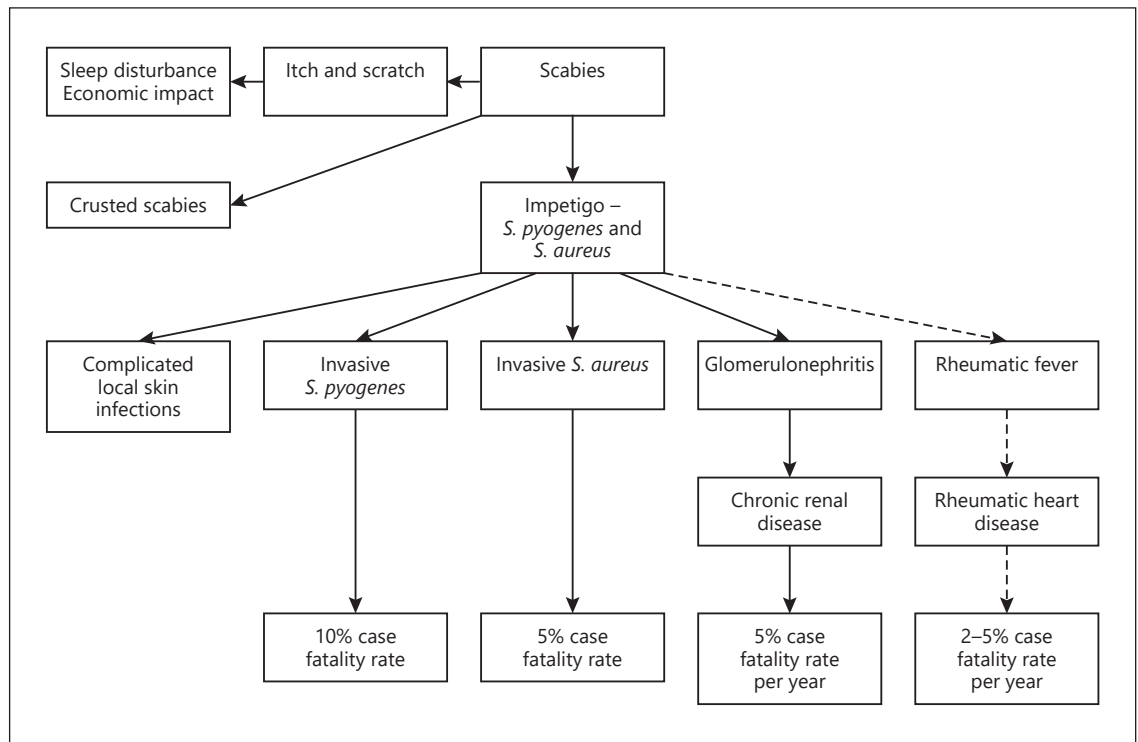 Sleep disturbance
Economic impact
Itch and scratch
Scabies
Crusted scabies
Impetigo –
S. pyogenes and
S. aureus
Complicated
local skin
infections
Invasive
S. pyogenes
Invasive S. aureus
Glomerulonephritis
Rheumatic fever
Chronic renal
disease
Rheumatic heart
disease
10% case
fatality rate
5% case
fatality rate
5% case
fatality rate
per year
2–5% case
fatality rate
per year